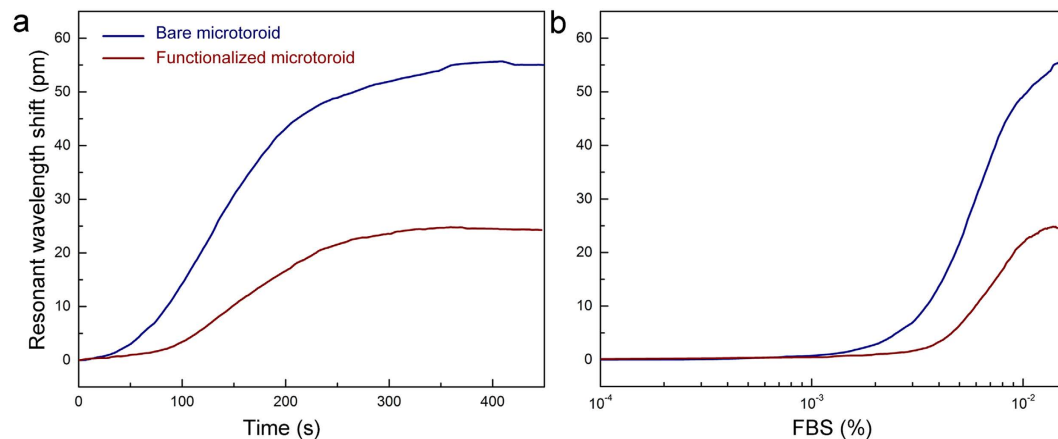 a
Bare microtoroid
Functionalized microtoroid
Resonant wavelength shift (pm)
60
50
40
30
20
10
0
0 100 200 300 400
Time (s)
b
60
50
40
30
20
10
0
10⁻⁴ 10⁻³ 10⁻²
FBS (%)